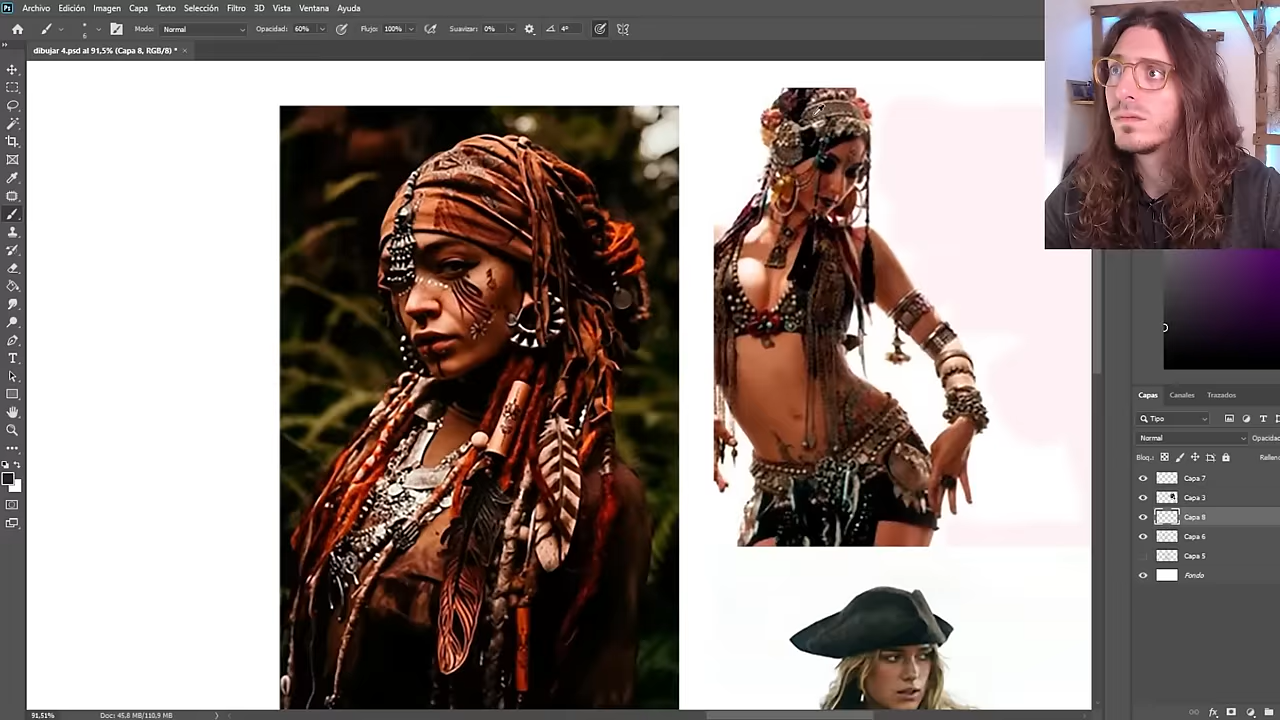 Ps Archivo Edición Imagen Capa Texto Selección Filtro 3D Vista Ventana Ayuda
6 Modo: Normal Opacidad: 60% Flujo: 100% Suavizar: 0% 4°
dibujar 4.psd al 91,5% (Capa 8, RGB/8) * ×
Capas Canales Trazados
Tipo
Normal Opacidad
Bloq.: Relleno
Capa 7
Capa 3
Capa 8
Capa 6
Capa 5
Fondo
91,51% Doc: 45,8 MB/110,9 MB